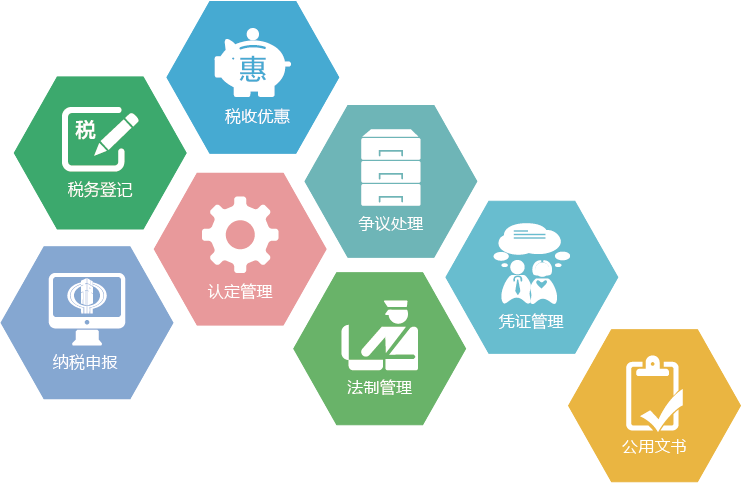 惠
税收优惠
税
税务登记
争议处理
认定管理
凭证管理
纳税申报
法制管理
公用文书